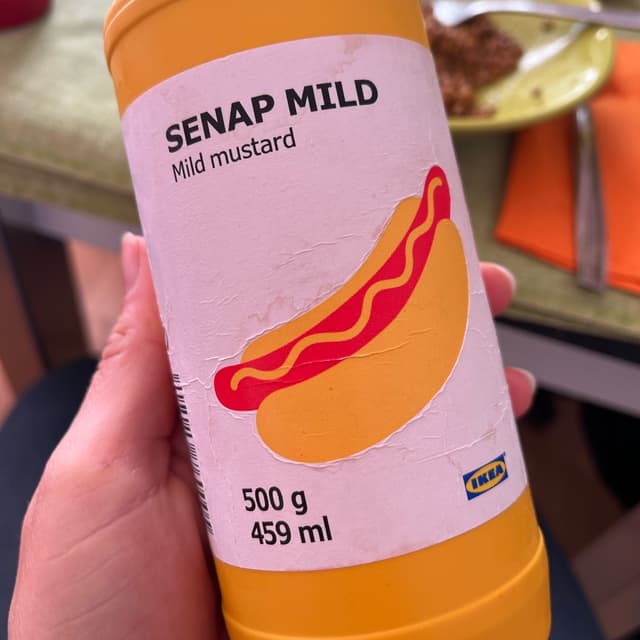 SENAP MILD
Mild mustard
500 g
459 ml
IKEA